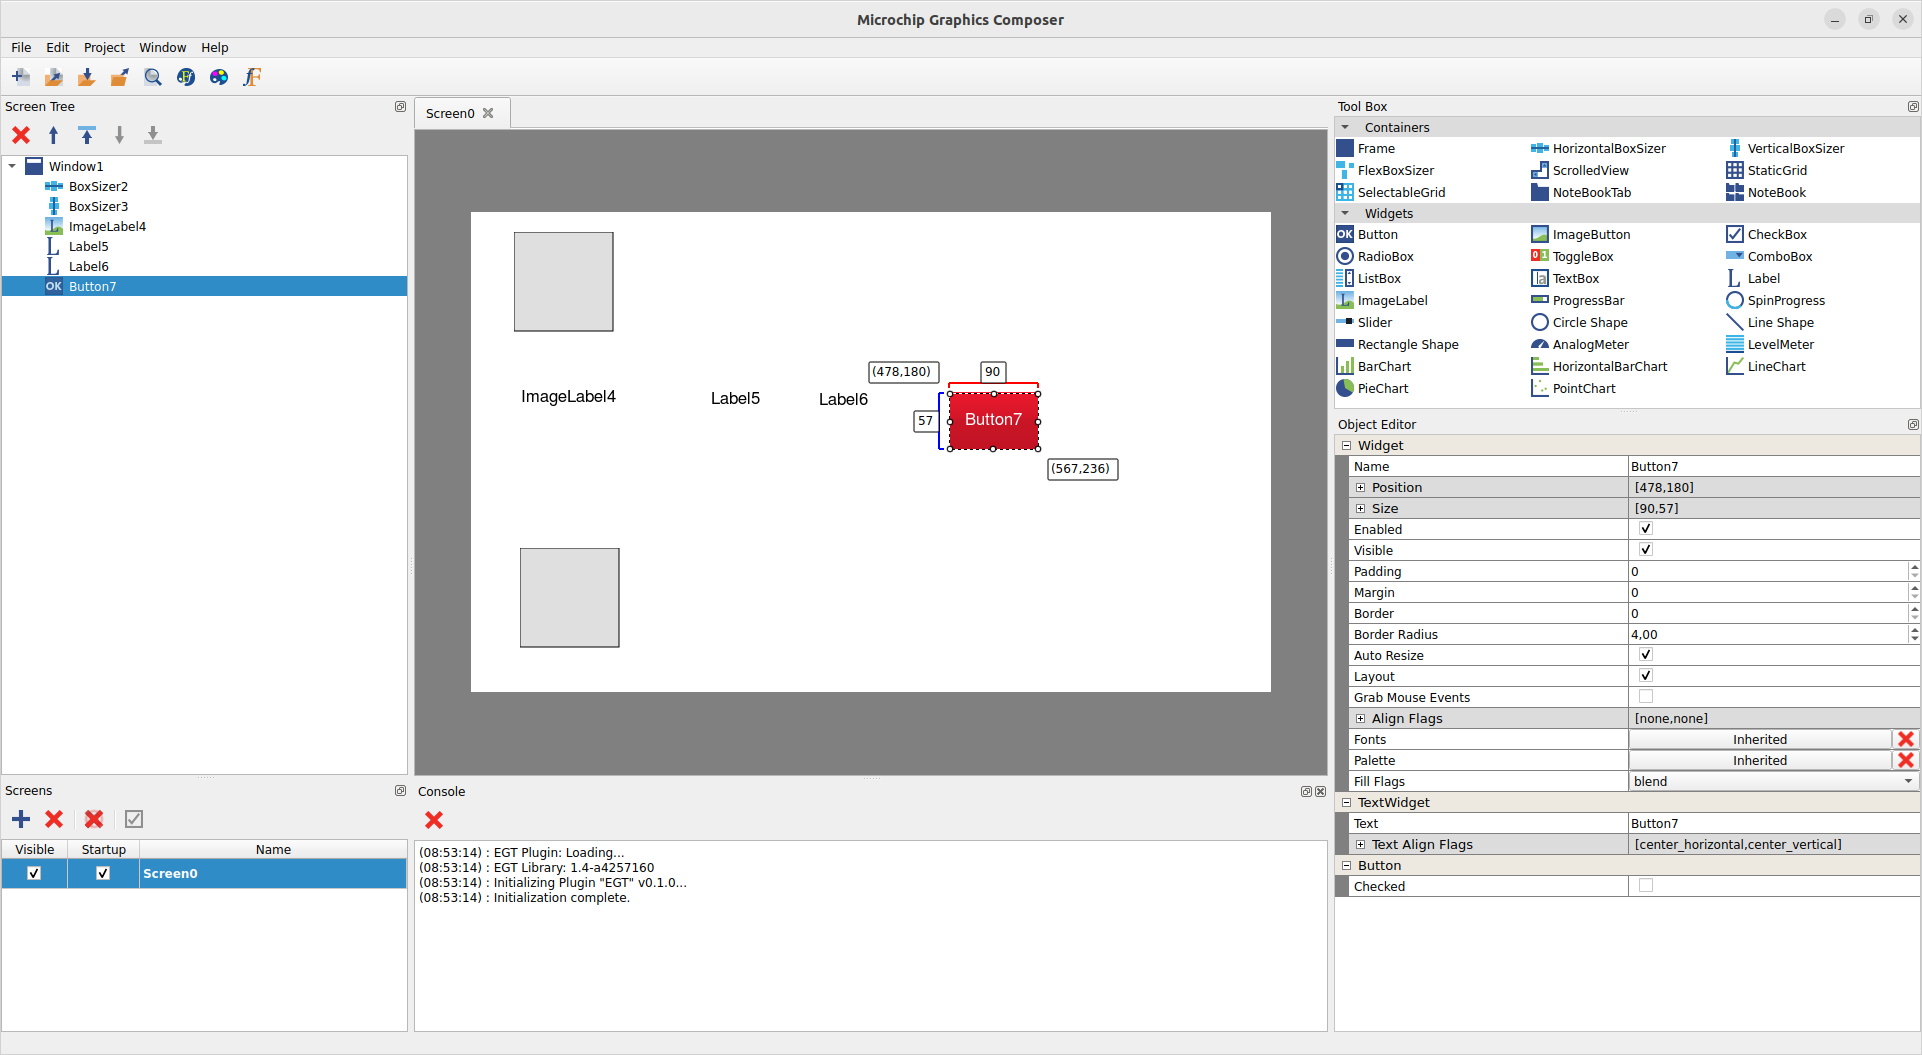 Microchip Graphics Composer
File Edit Project Window Help
Screen Tree
Window1
BoxSizer2
BoxSizer3
ImageLabel4
Label5
Label6
OK Button7
Screen0
ImageLabel4
Label5
Label6
(478,180)
90
57
Button7
(567,236)
Screens
Visible Startup Name
Screen0
Console
(08:53:14) : EGT Plugin: Loading...
(08:53:14) : EGT Library: 1.4-a4257160
(08:53:14) : Initializing Plugin "EGT" v0.1.0...
(08:53:14) : Initialization complete.
Tool Box
Containers
Frame HorizontalBoxSizer VerticalBoxSizer
FlexBoxSizer ScrolledView StaticGrid
SelectableGrid NoteBookTab NoteBook
Widgets
OK Button ImageButton CheckBox
RadioBox 0 1 ToggleBox ComboBox
ListBox TextBox Label
ImageLabel ProgressBar SpinProgress
Slider Circle Shape Line Shape
Rectangle Shape AnalogMeter LevelMeter
BarChart HorizontalBarChart LineChart
PieChart PointChart
Object Editor
Widget
Name Button7
Position [478,180]
Size [90,57]
Enabled
Visible
Padding 0
Margin 0
Border 0
Border Radius 4,00
Auto Resize
Layout
Grab Mouse Events
Align Flags [none,none]
Fonts Inherited
Palette Inherited
Fill Flags blend
TextWidget
Text Button7
Text Align Flags [center_horizontal,center_vertical]
Button
Checked